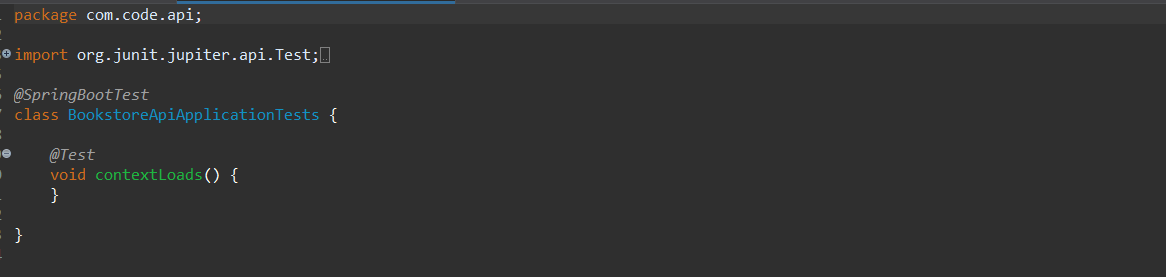 package com.code.api;
import org.junit.jupiter.api.Test;
@SpringBootTest
class BookstoreApiApplicationTests {
@Test
void contextLoads() {
}
}